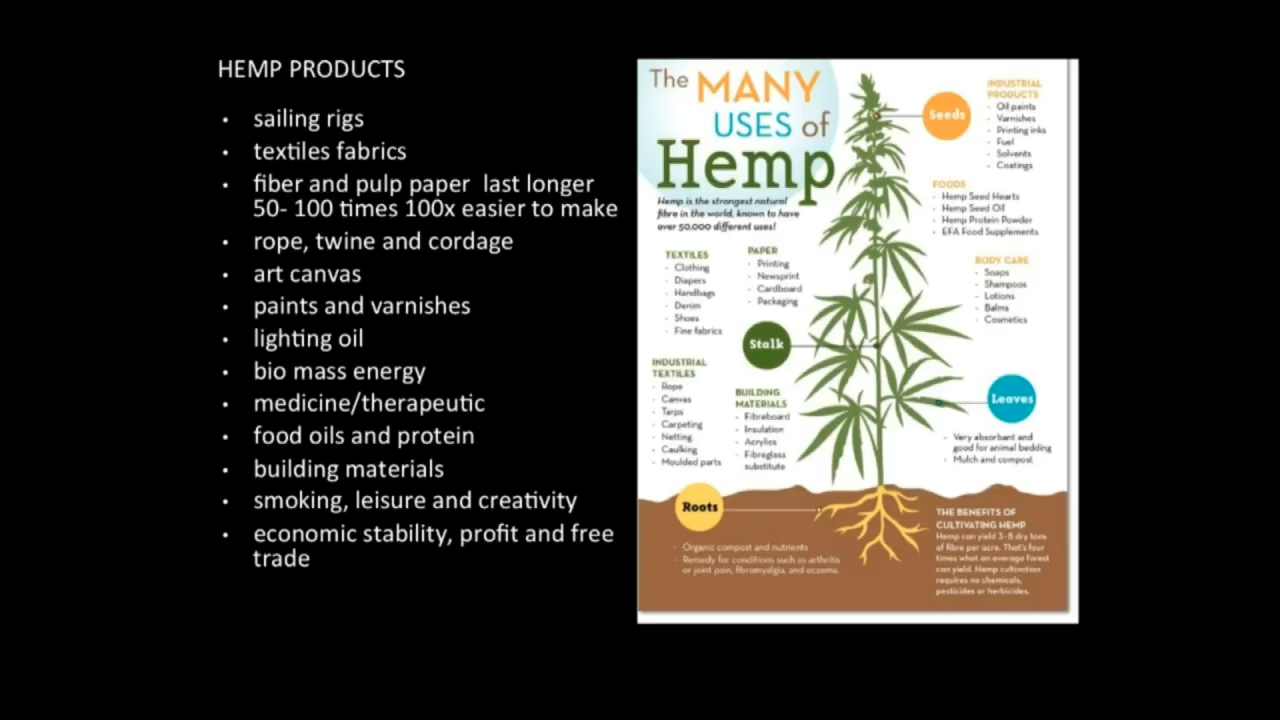 HEMP PRODUCTS
• sailing rigs
• textiles fabrics
• fiber and pulp paper last longer
50- 100 times 100x easier to make
• rope, twine and cordage
• art canvas
• paints and varnishes
• lighting oil
• bio mass energy
• medicine/therapeutic
• food oils and protein
• building materials
• smoking, leisure and creativity
• economic stability, profit and free
trade
The MANY
USES of
Hemp
Hemp is the strongest natural
fibre in the world, known to have
over 50,000 different uses!
Seeds
INDUSTRIAL
PRODUCTS
- Oil paints
- Varnishes
- Printing inks
- Fuel
- Solvents
- Coatings
FOODS
- Hemp Seed Hearts
- Hemp Seed Oil
- Hemp Protein Powder
- EFA Food Supplements
BODY CARE
- Soaps
- Shampoos
- Lotions
- Balms
- Cosmetics
TEXTILES
- Clothing
- Diapers
- Handbags
- Denim
- Shoes
- Fine fabrics
PAPER
- Printing
- Newsprint
- Cardboard
- Packaging
Stalk
INDUSTRIAL
TEXTILES
- Rope
- Canvas
- Tarps
- Carpeting
- Netting
- Caulking
- Moulded parts
BUILDING
MATERIALS
- Fibreboard
- Insulation
- Acrylics
- Fibreglass
substitute
Leaves
- Very absorbant and
good for animal bedding
- Mulch and compost
Roots
- Organic compost and nutrients
- Remedy for conditions such as arthritis
or joint pain, fibromyalgia, and eczema.
THE BENEFITS OF
CULTIVATING HEMP
Hemp can yield 3-8 dry tons
of fibre per acre. That's four
times what an average forest
can yield. Hemp cultivation
requires no chemicals,
pesticides or herbicides.